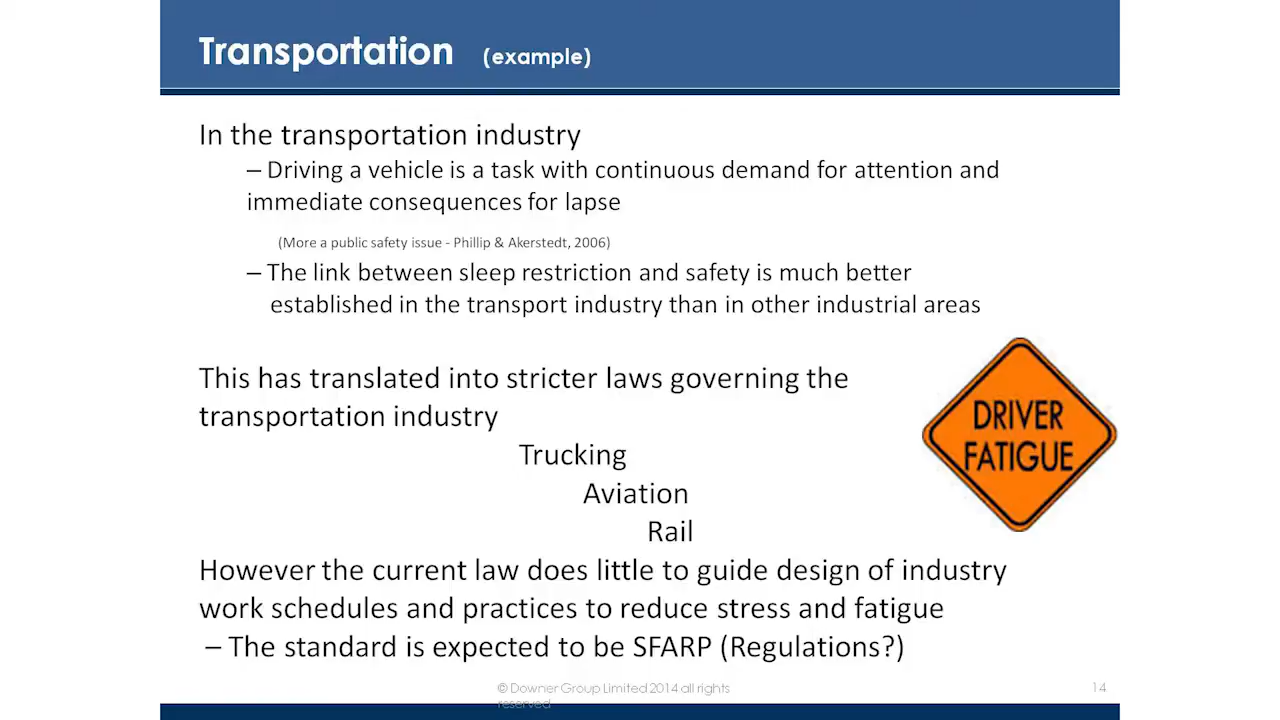 Transportation (example)
In the transportation industry
– Driving a vehicle is a task with continuous demand for attention and
immediate consequences for lapse
(More a public safety issue - Phillip & Akerstedt, 2006)
– The link between sleep restriction and safety is much better
established in the transport industry than in other industrial areas
This has translated into stricter laws governing the
transportation industry
DRIVER
FATIGUE
Trucking
Aviation
Rail
However the current law does little to guide design of industry
work schedules and practices to reduce stress and fatigue
– The standard is expected to be SFARP (Regulations?)
© Downer Group Limited 2014 all rights
reserved
14